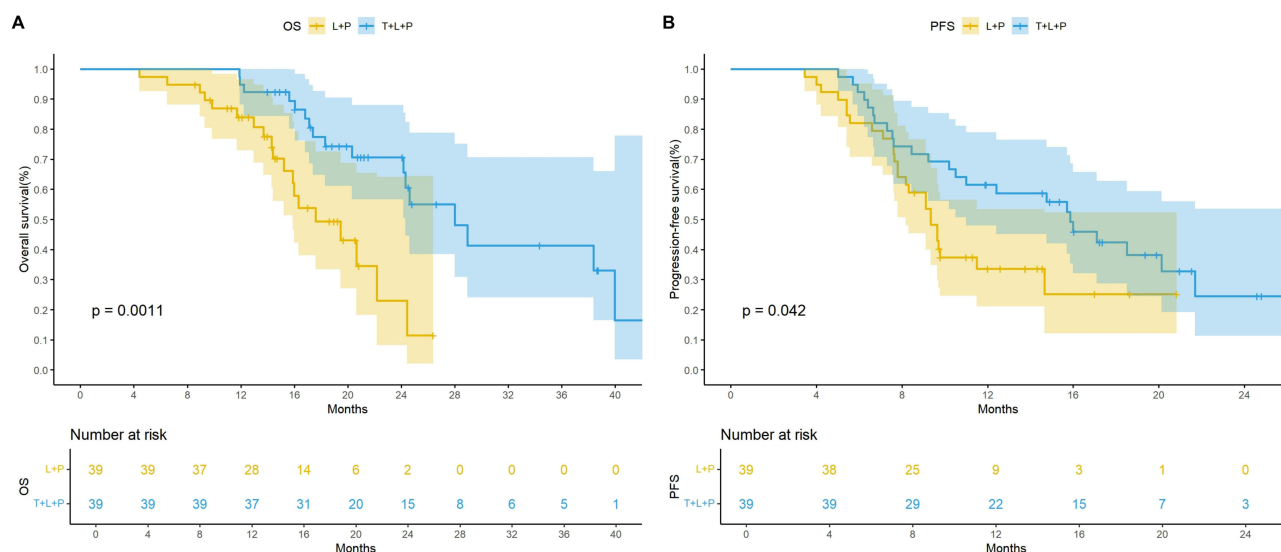 A
OS L+P T+L+P
Overall survival(%)
1.0
0.9
0.8
0.7
0.6
0.5
0.4
0.3
0.2
0.1
0.0
p = 0.0011
0 4 8 12 16 20 24 28 32 36 40
Months
Number at risk
OS
L+P 39 39 37 28 14 6 2 0 0 0 0
T+L+P 39 39 39 37 31 20 15 8 6 5 1
0 4 8 12 16 20 24 28 32 36 40
Months
B
PFS L+P T+L+P
Progression-free survival(%)
1.0
0.9
0.8
0.7
0.6
0.5
0.4
0.3
0.2
0.1
0.0
p = 0.042
0 4 8 12 16 20 24
Months
Number at risk
PFS
L+P 39 38 25 9 3 1 0
T+L+P 39 39 29 22 15 7 3
0 4 8 12 16 20 24
Months